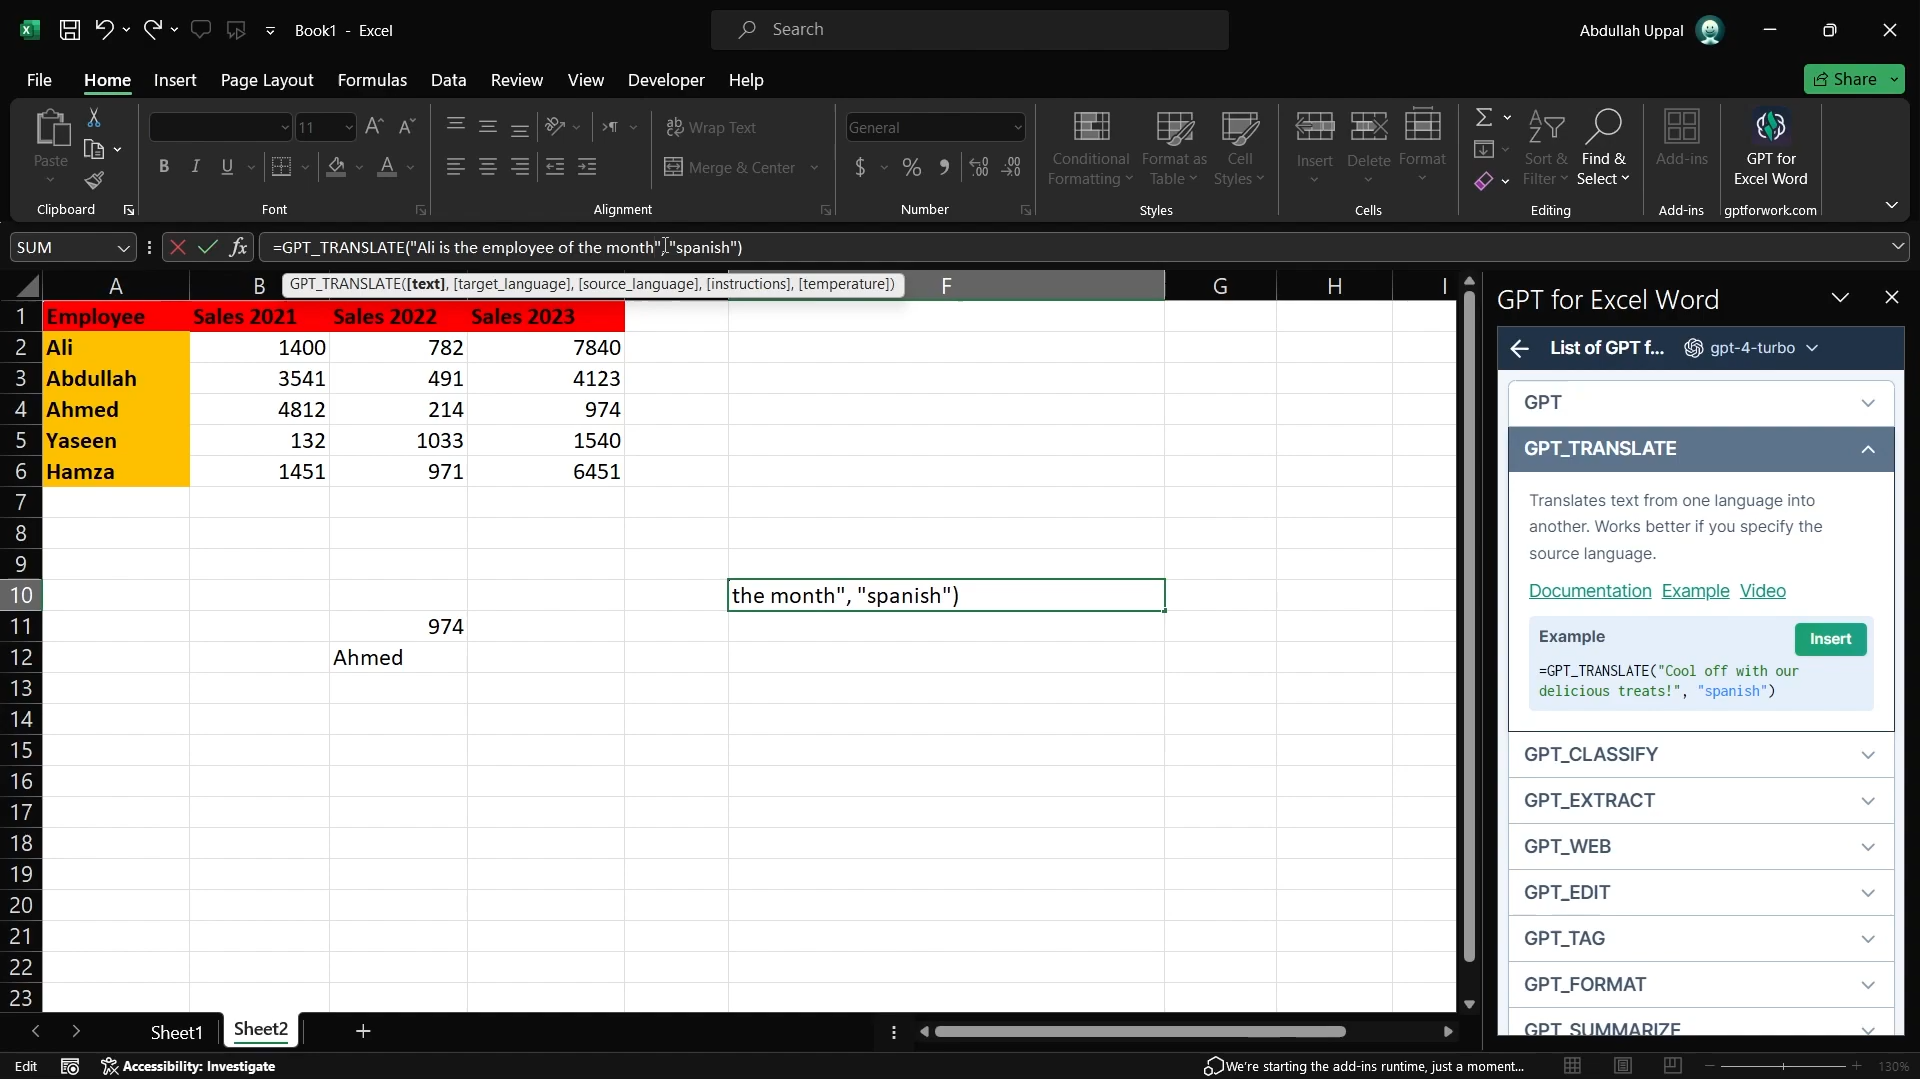 Book1 - Excel
Search
Abdullah Uppal
File Home Insert Page Layout Formulas Data Review View Developer Help
Share
Paste
11
Wrap Text
General
Merge & Center
Conditional Formatting
Format as Table
Cell Styles
Insert
Delete
Format
Sort & Filter
Find & Select
Add-ins
GPT for Excel Word
Clipboard
Font
Alignment
Number
Styles
Cells
Editing
Add-ins
gptforwork.com
SUM
=GPT_TRANSLATE("Ali is the employee of the month", "spanish")
GPT_TRANSLATE([text], [target_language], [source_language], [instructions], [temperature])
A B F G H I
1 Employee Sales 2021 Sales 2022 Sales 2023
2 Ali 1400 782 7840
3 Abdullah 3541 491 4123
4 Ahmed 4812 214 974
5 Yaseen 132 1033 1540
6 Hamza 1451 971 6451
7
8
9
10 the month", "spanish")
11 974
12 Ahmed
13
14
15
16
17
18
19
20
21
22
23
GPT for Excel Word
List of GPT f... gpt-4-turbo
GPT
GPT_TRANSLATE
Translates text from one language into
another. Works better if you specify the
source language.
Documentation Example Video
Example
Insert
=GPT_TRANSLATE("Cool off with our
delicious treats!", "spanish")
GPT_CLASSIFY
GPT_EXTRACT
GPT_WEB
GPT_EDIT
GPT_TAG
GPT_FORMAT
GPT_SUMMARIZE
Sheet1 Sheet2
Edit
Accessibility: Investigate
We're starting the add-ins runtime, just a moment...
130%